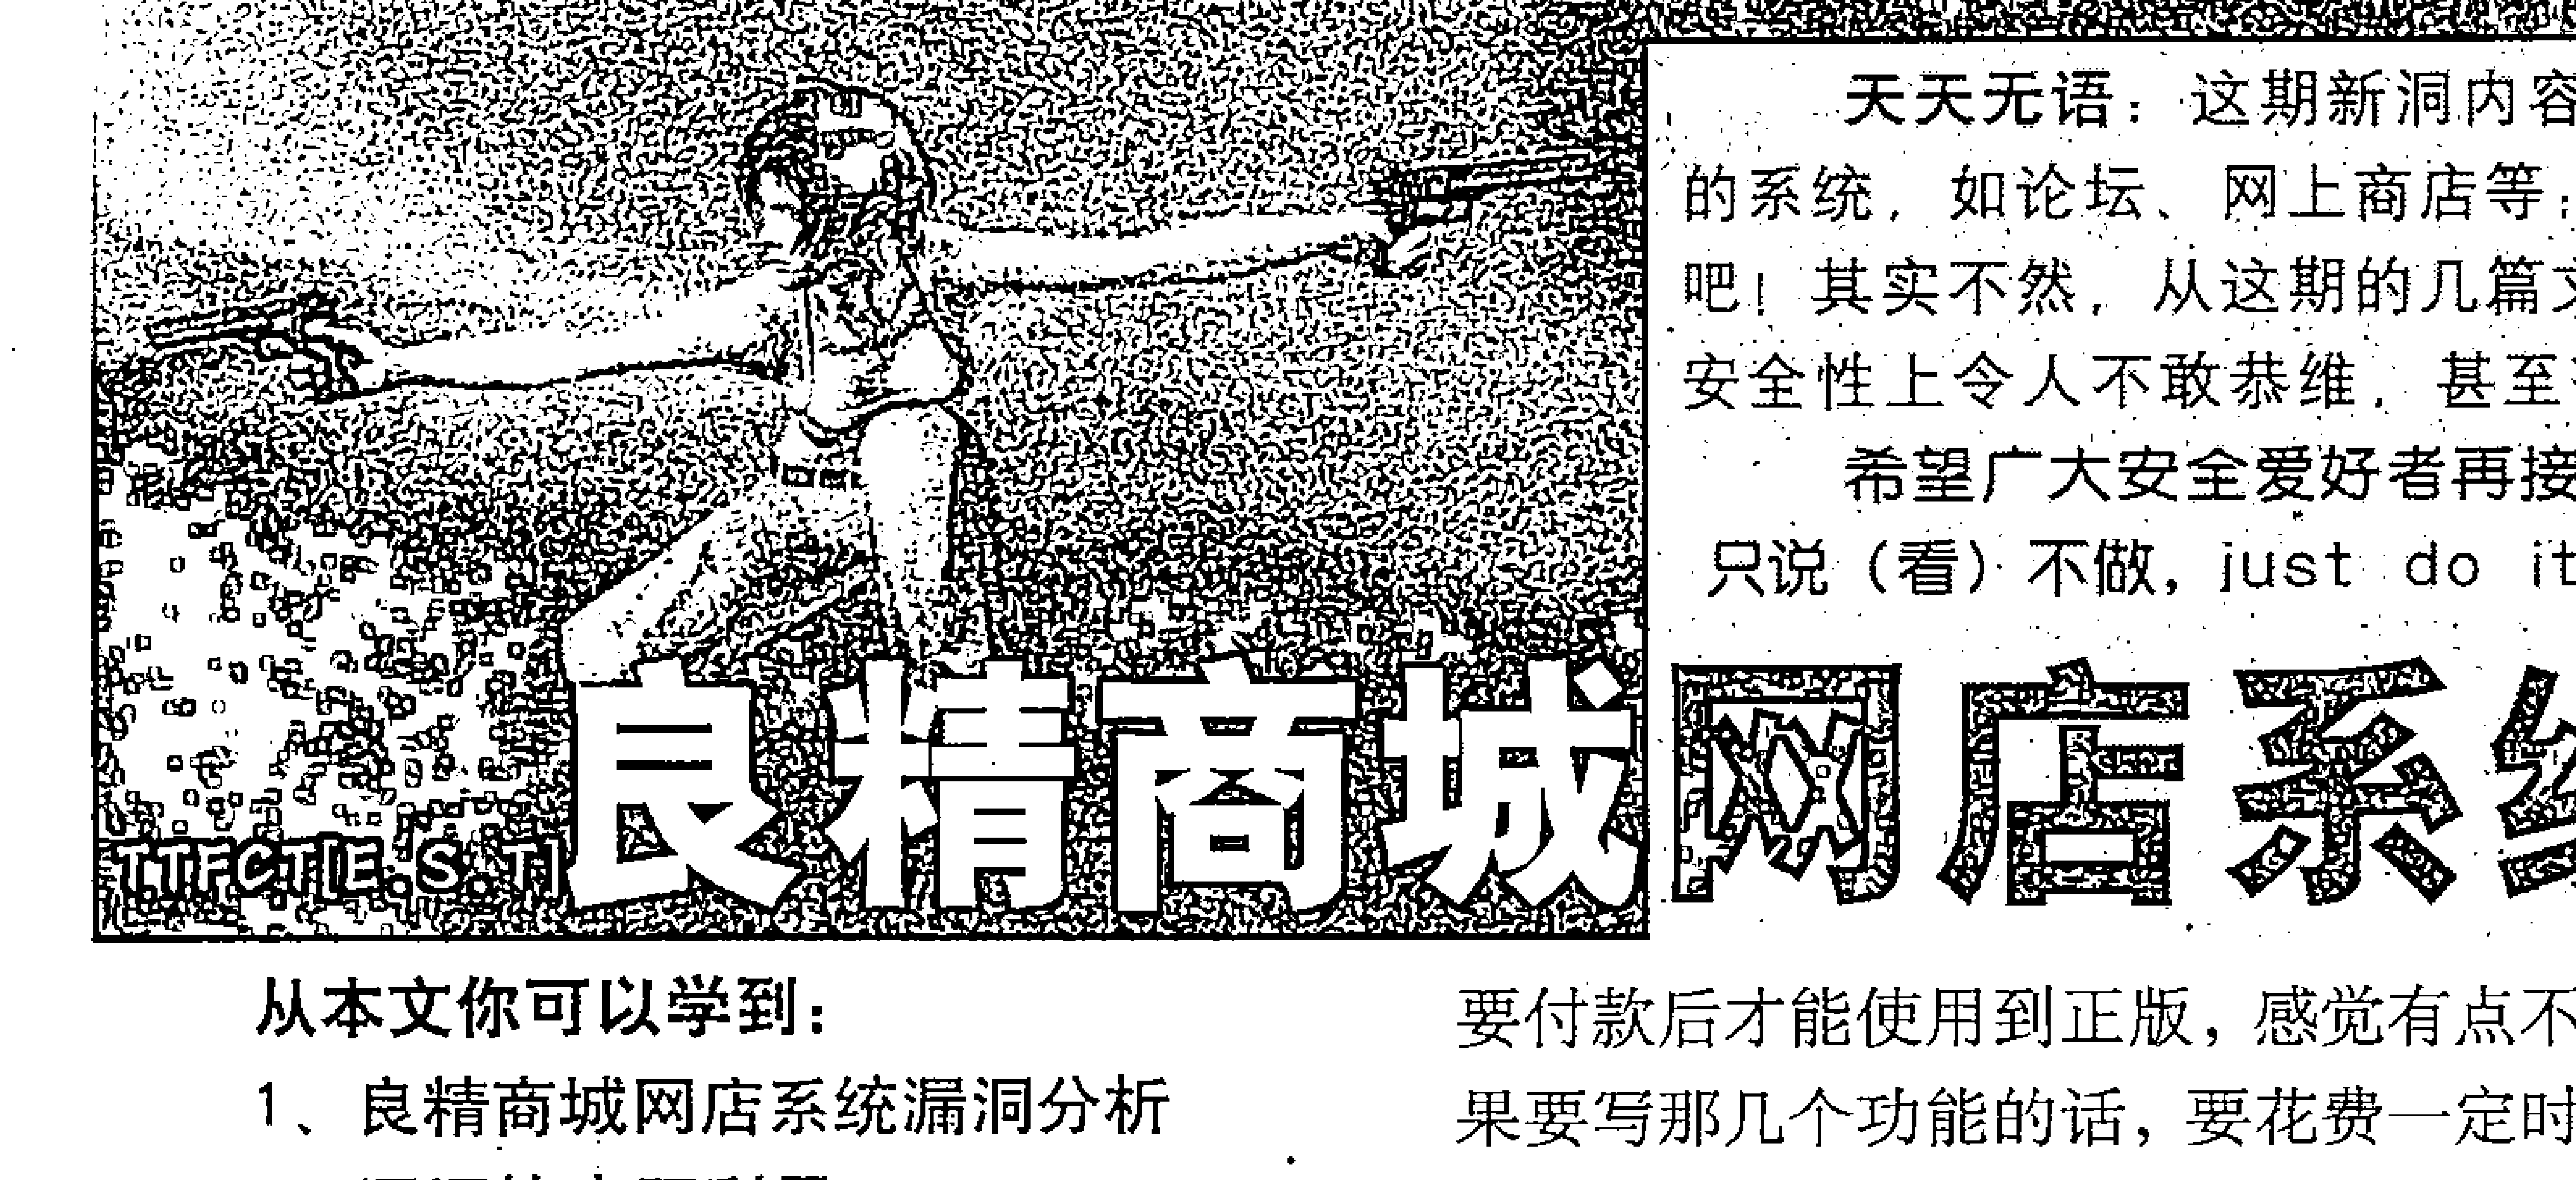 天天无语：这期新洞内容
的系统，如论坛、网上商店等；
吧！其实不然，从这期的几篇文
安全性上令人不敢恭维，甚至
希望广大安全爱好者再接
只说（看）不做，just do it
良精商城网店系统
从本文你可以学到：
1、良精商城网店系统漏洞分析
要付款后才能使用到正版，感觉有点不
果要写那几个功能的话，要花费一定时